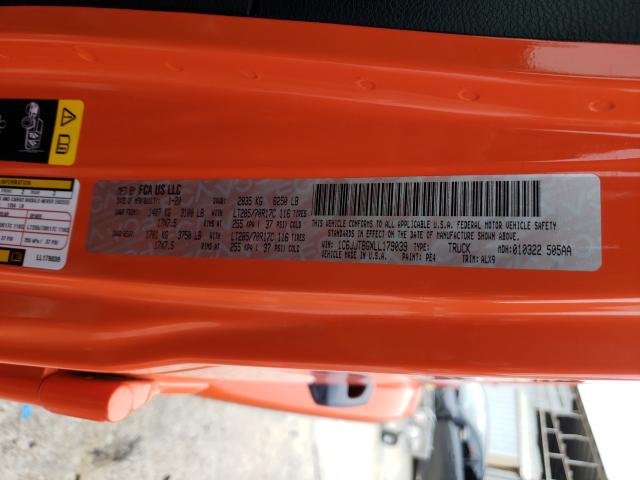 MFD BY FCA US LLC
DATE OF MFR 1-20 GVWR 2835 KG 6250 LB
GAWR FRONT 1407 KG 3100 LB WITH LT285/70R17C 116 TIRES
17X7.5 RIMS AT 255 KPA / 37 PSI COLD
GAWR REAR 1701 KG 3750 LB WITH LT285/70R17C 116 TIRES
17X7.5 RIMS AT 255 KPA / 37 PSI COLD
THIS VEHICLE CONFORMS TO ALL APPLICABLE U.S.A. FEDERAL MOTOR VEHICLE SAFETY
STANDARDS IN EFFECT ON THE DATE OF MANUFACTURE SHOWN ABOVE.
VIN: 1C6JJTBGXLL179039 TYPE: TRUCK MDH: 010322 505AA
VEHICLE MADE IN U.S.A. PAINT: PE4 TRIM: ALX9
LL179039